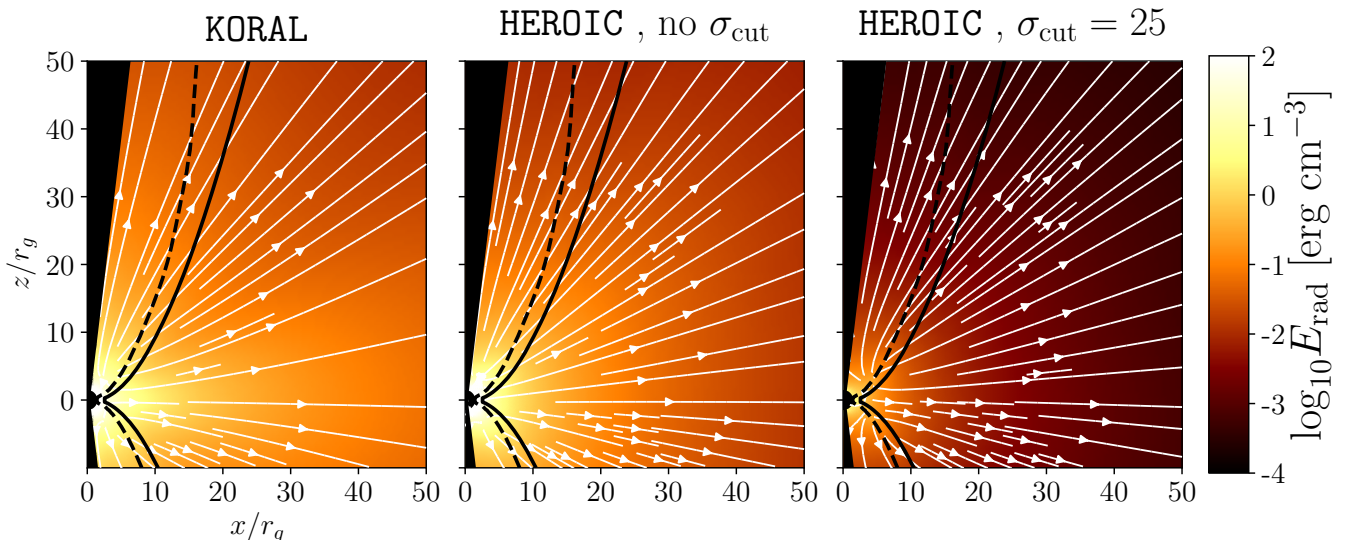 KORAL
HEROIC , no σcut
HEROIC , σcut = 25
50
40
30
20
10
0
z/rg
0 10 20 30 40 50
0 10 20 30 40 50
0 10 20 30 40 50
x/rg
2
1
0
-1
-2
-3
-4
log10Erad [erg cm−3]